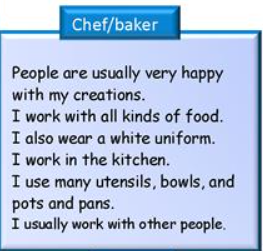 Chef/baker
People are usually very happy
with my creations.
I work with all kinds of food.
I also wear a white uniform.
I work in the kitchen.
I use many utensils, bowls, and
pots and pans.
I usually work with other people.